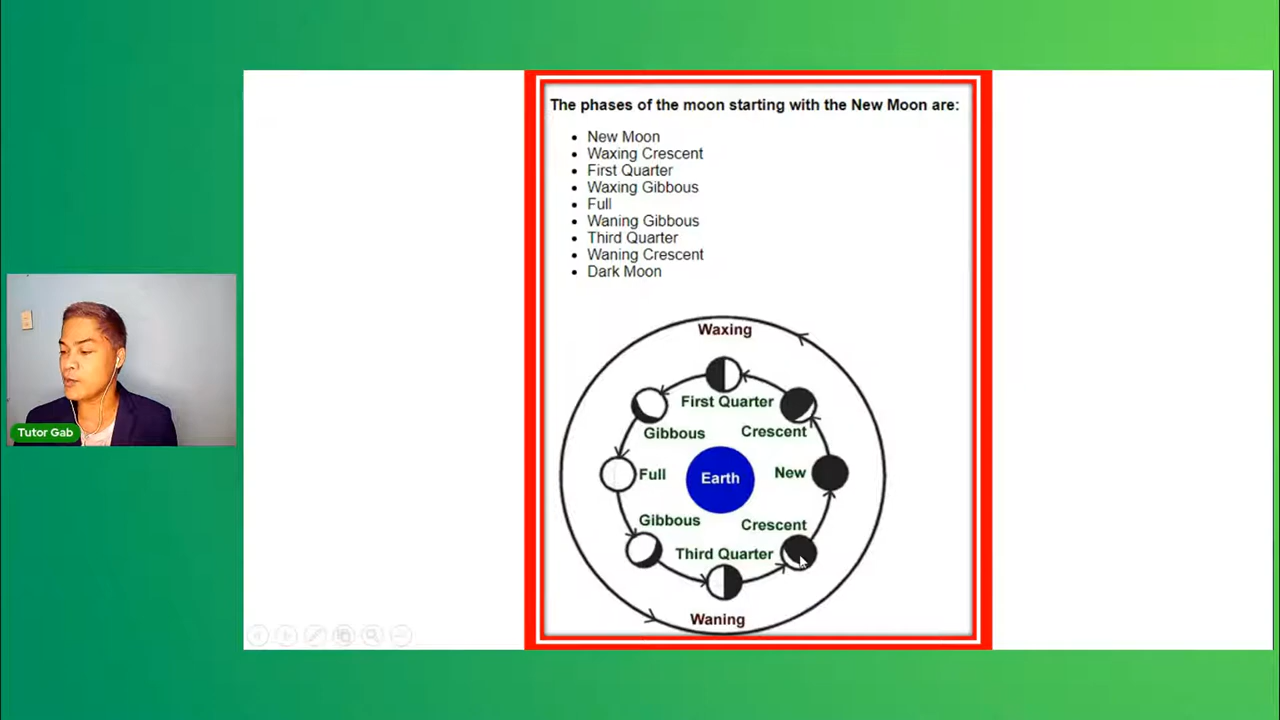 The phases of the moon starting with the New Moon are:
New Moon
Waxing Crescent
First Quarter
Waxing Gibbous
Full
Waning Gibbous
Third Quarter
Waning Crescent
Dark Moon
Waxing
First Quarter
Gibbous
Crescent
Full
Earth
New
Gibbous
Crescent
Third Quarter
Waning
Tutor Gab